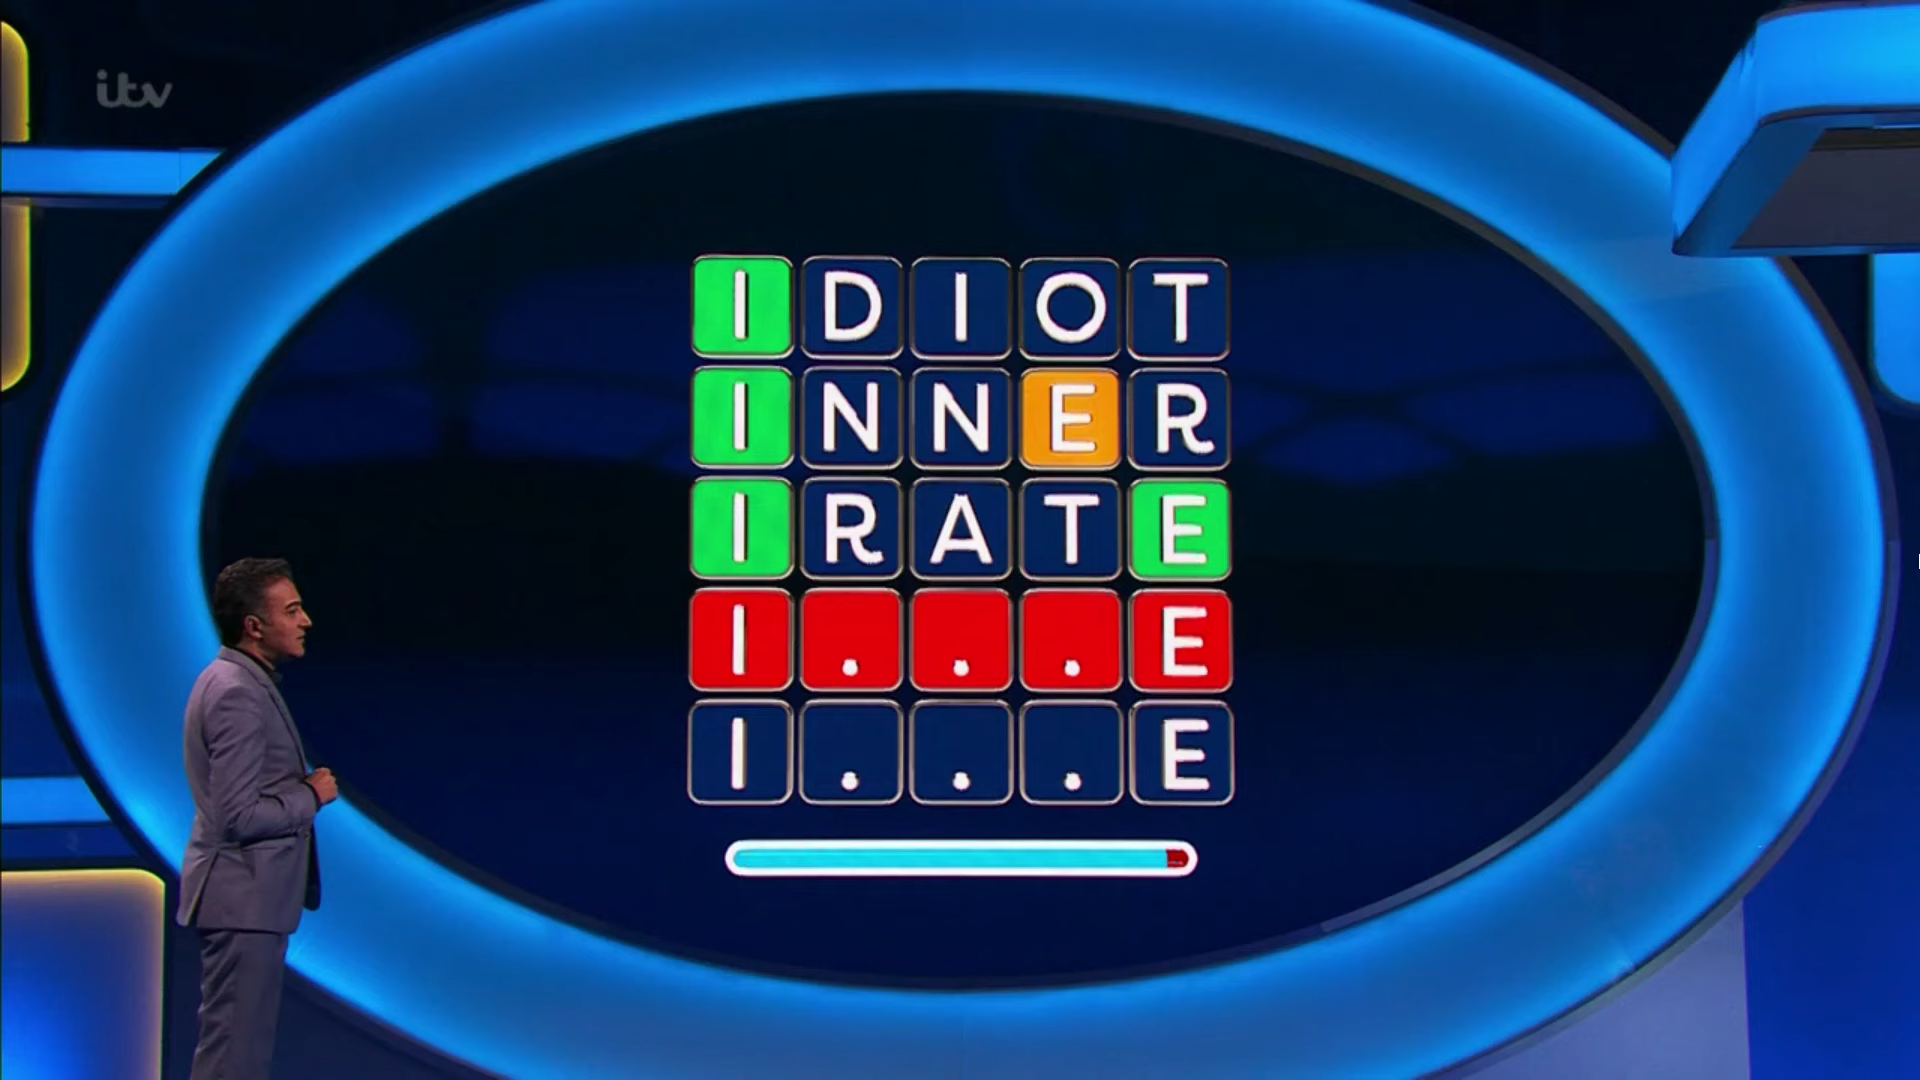 itv
IDIOT
INNER
IRATE
I...E
I...E